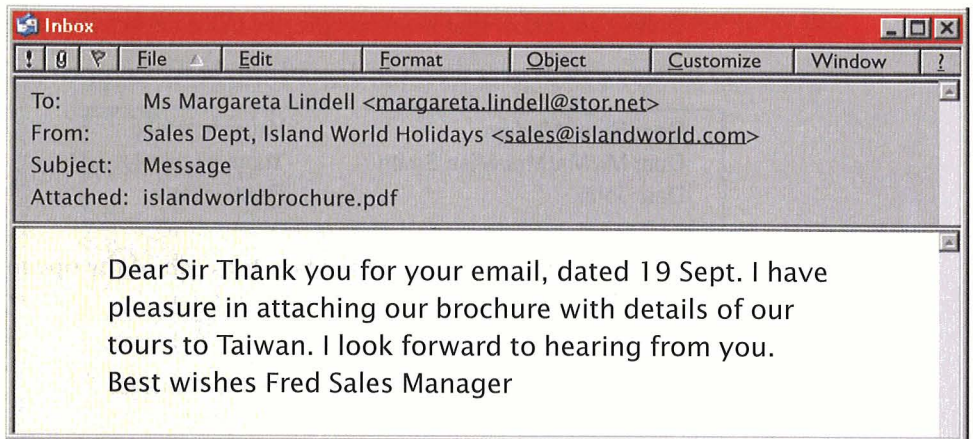 Inbox
! File Edit Format Object Customize Window ?
To: Ms Margareta Lindell <margareta.lindell@stor.net>
From: Sales Dept, Island World Holidays <sales@islandworld.com>
Subject: Message
Attached: islandworldbrochure.pdf
Dear Sir Thank you for your email, dated 19 Sept. I have
pleasure in attaching our brochure with details of our
tours to Taiwan. I look forward to hearing from you.
Best wishes Fred Sales Manager